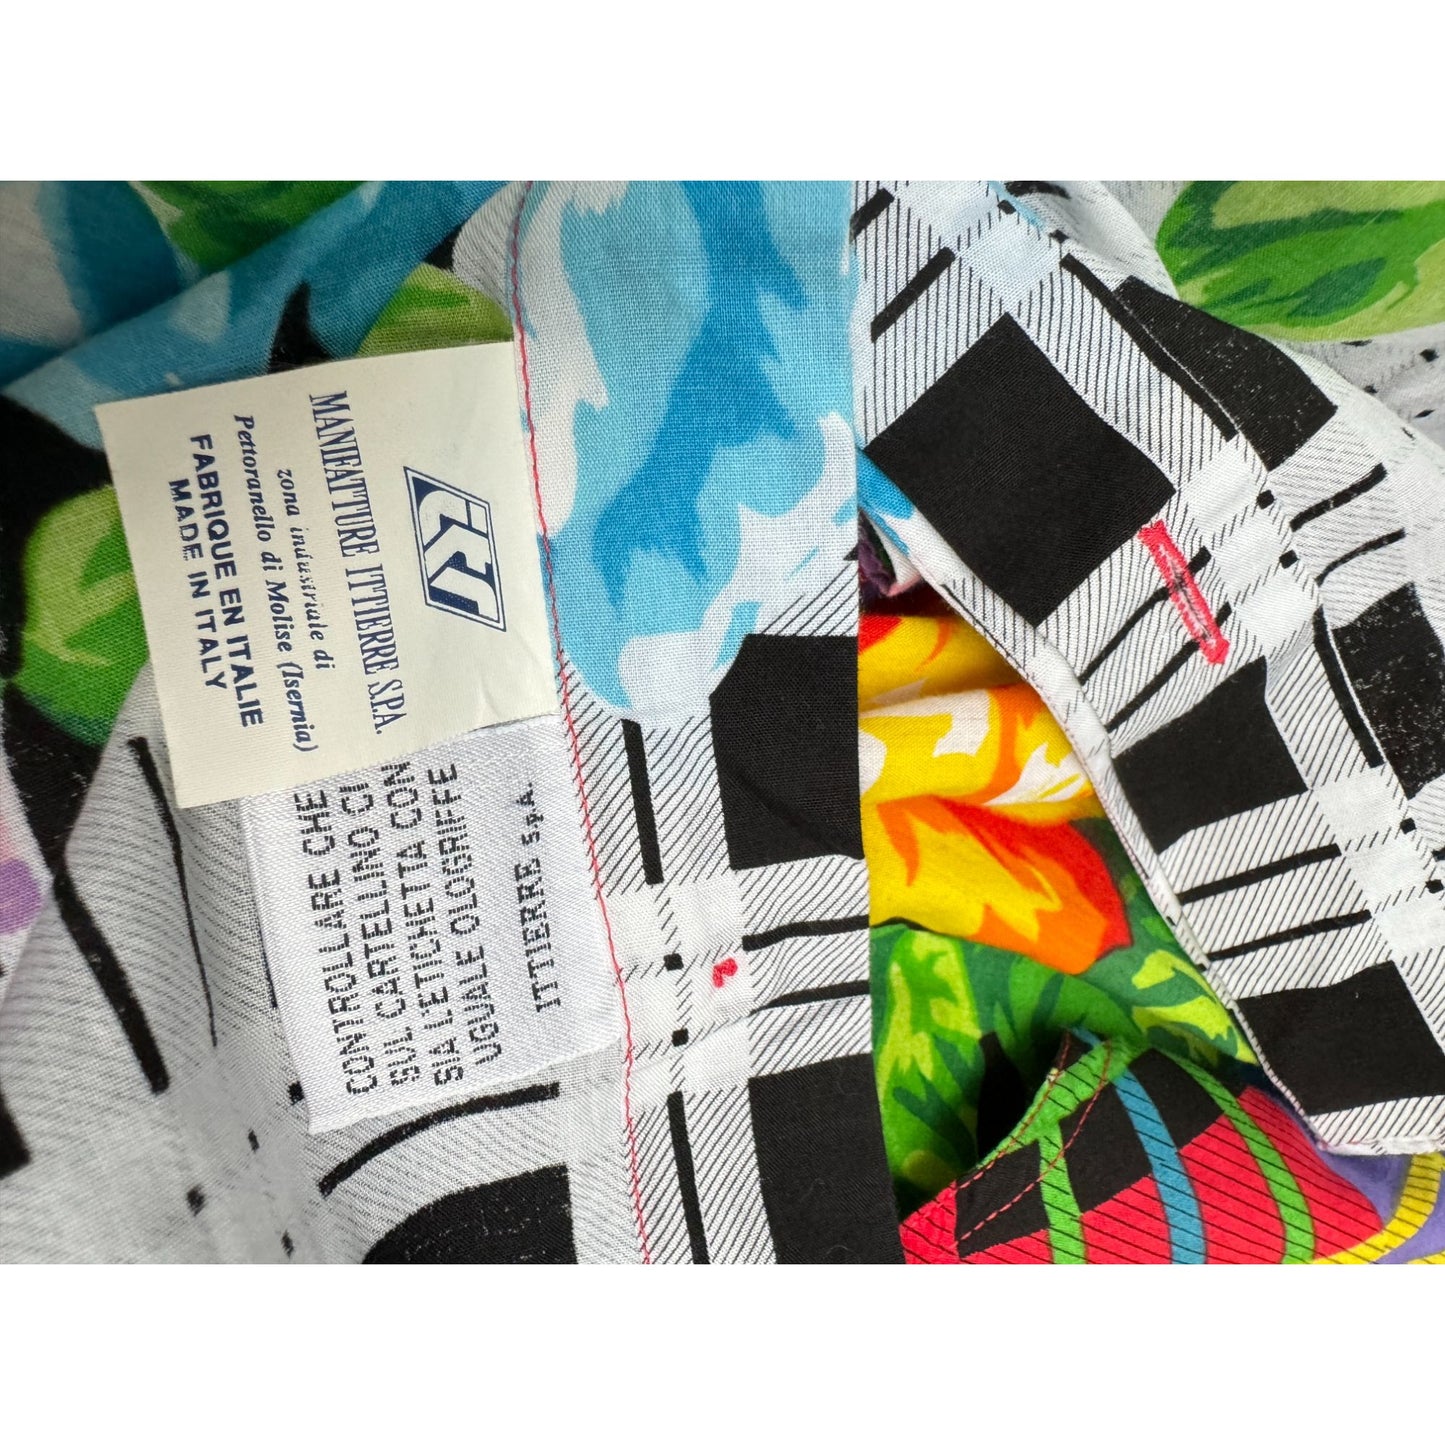 MANIFATTURE ITTIERRE S.P.A.
zona industriale di
Pettoranello di Molise (Isernia)
FABRIQUE EN ITALIE
MADE IN ITALY
ITTIERRE S.p.A.
UGUALE OLOGRIFFE
SIA L'ETICHETTA CON
SUL CARTELLINO CI
CONTROLLARE CHE